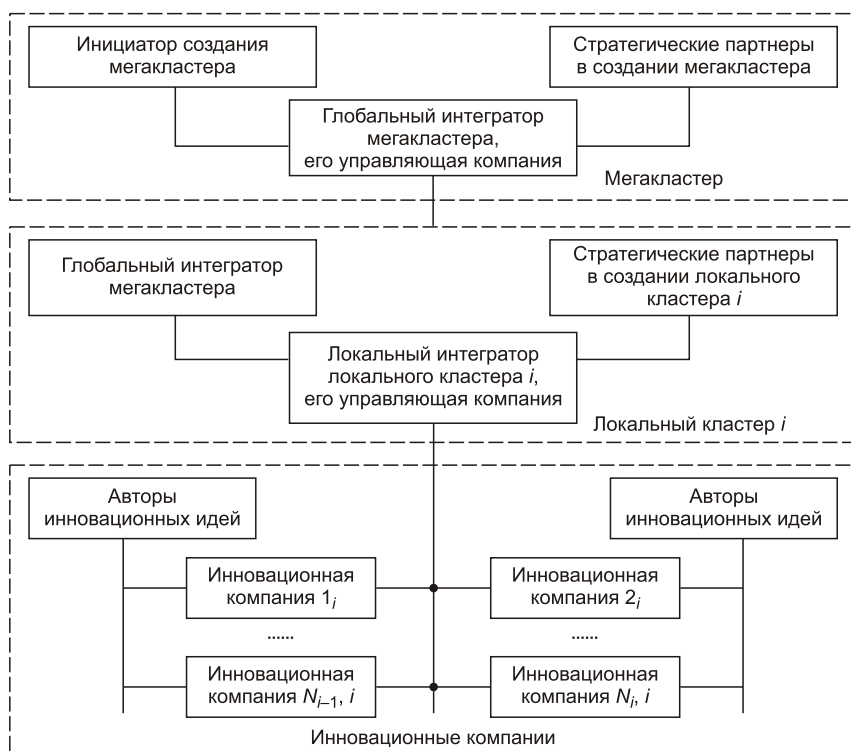 Инициатор создания
мегакластера
Стратегические партнеры
в создании мегакластера
Глобальный интегратор
мегакластера,
его управляющая компания
Мегакластер
Глобальный интегратор
мегакластера
Стратегические партнеры
в создании локального
кластера i
Локальный интегратор
локального кластера i,
его управляющая компания
Локальный кластер i
Авторы
инновационных идей
Авторы
инновационных идей
Инновационная
компания 1i
Инновационная
компания 2i
......
......
Инновационная
компания Ni–1, i
Инновационная
компания Ni, i
Инновационные компании